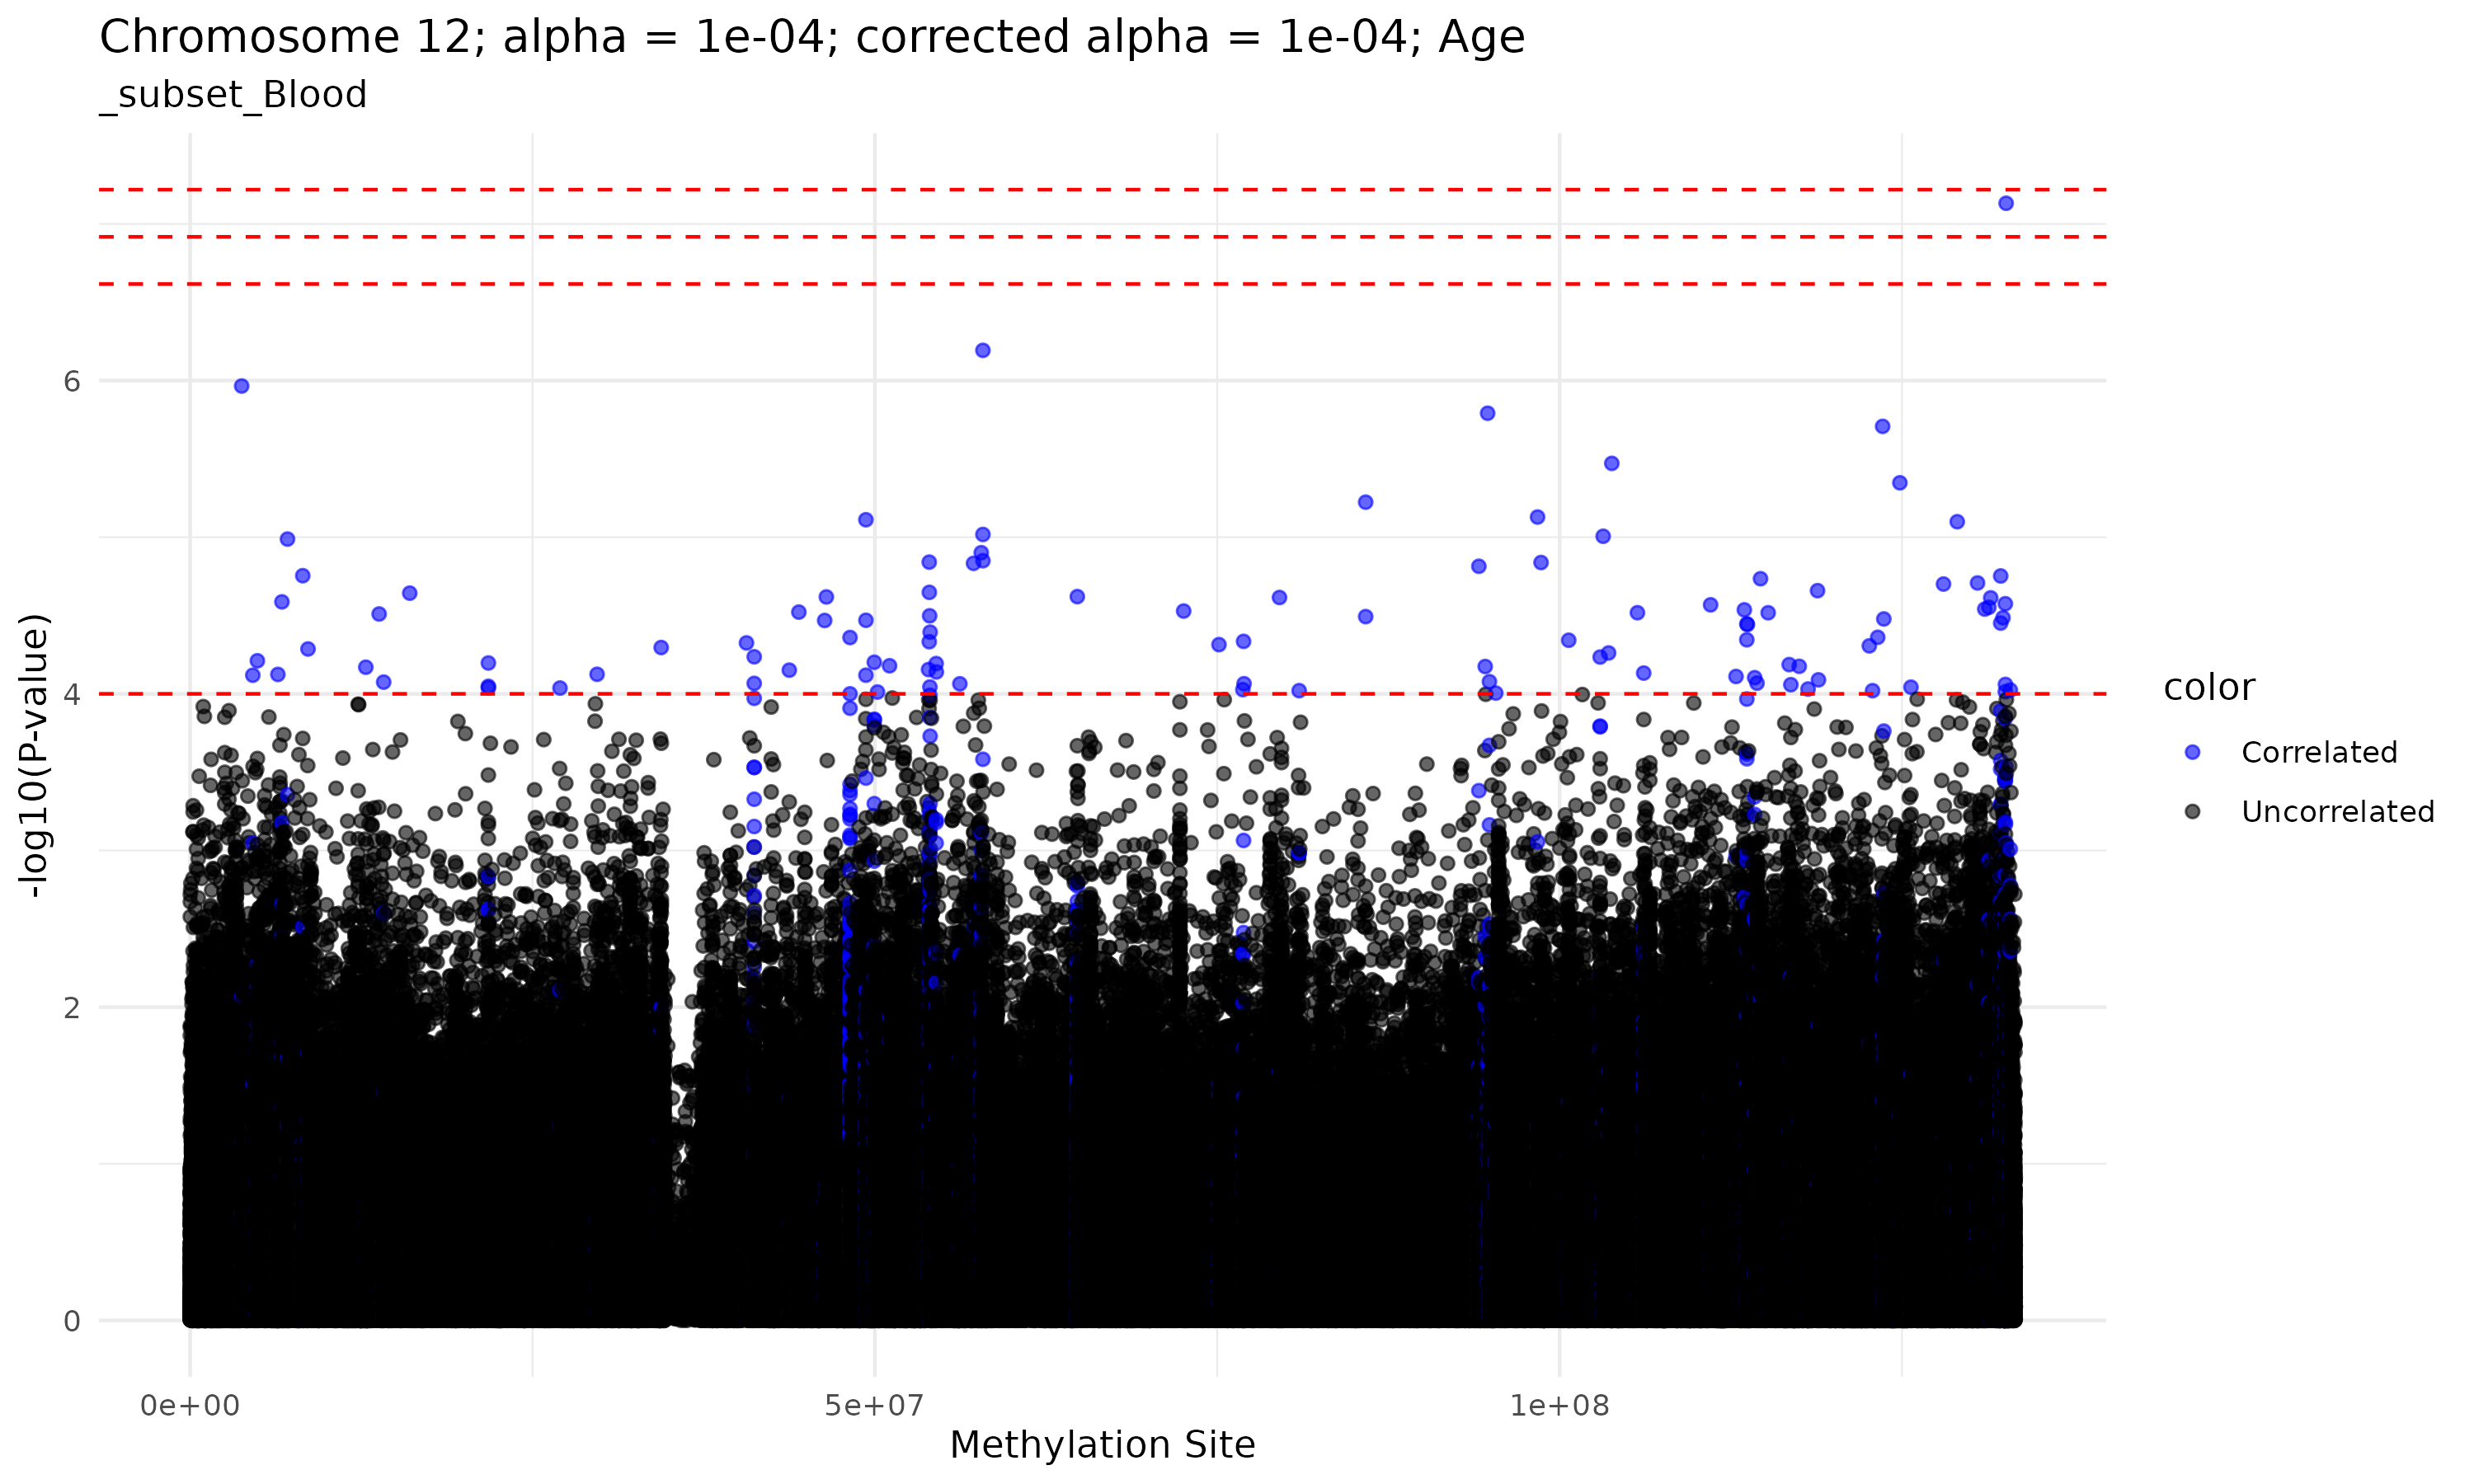 Chromosome 12; alpha = 1e-04; corrected alpha = 1e-04; Age
_subset_Blood
-log10(P-value)
6
4
2
0
0e+00 5e+07 1e+08
Methylation Site
color
Correlated
Uncorrelated